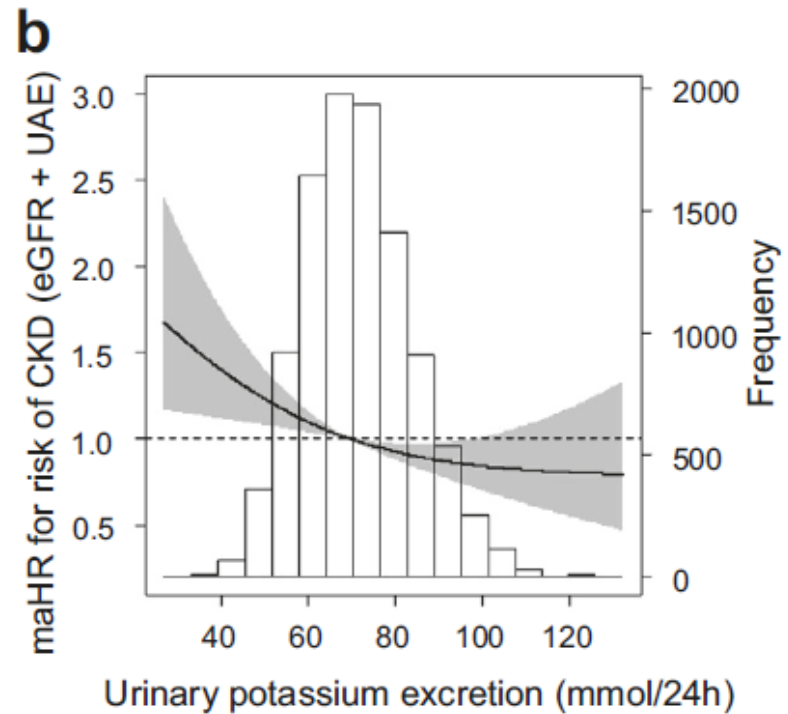 b
maHR for risk of CKD (eGFR + UAE)
3.0
2.5
2.0
1.5
1.0
0.5
2000
1500
1000
500
0
Frequency
40 60 80 100 120
Urinary potassium excretion (mmol/24h)